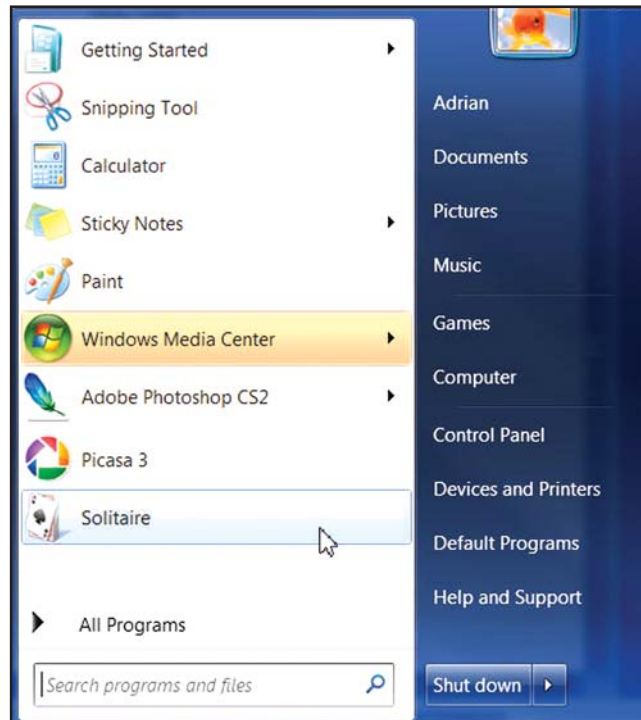 Getting Started
Snipping Tool
Calculator
Sticky Notes
Paint
Windows Media Center
Adobe Photoshop CS2
Picasa 3
Solitaire
All Programs
Search programs and files
Adrian
Documents
Pictures
Music
Games
Computer
Control Panel
Devices and Printers
Default Programs
Help and Support
Shut down